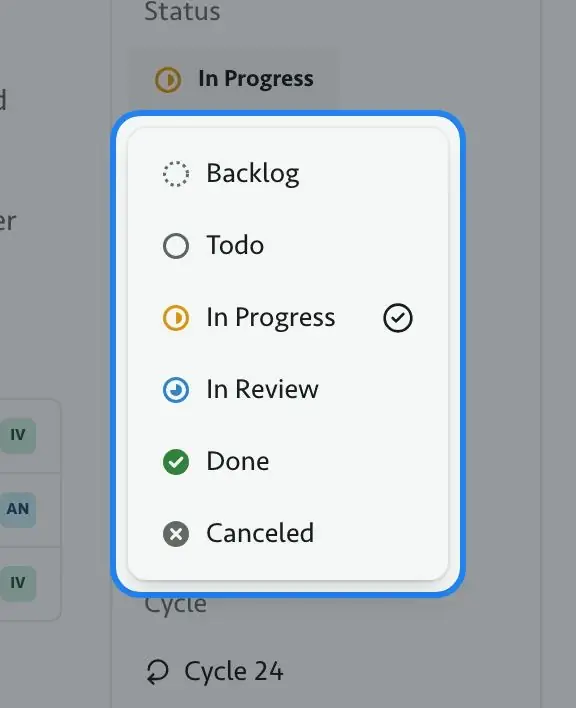 Status
In Progress
Backlog
Todo
In Progress
In Review
Done
Canceled
IV
AN
IV
Cycle
Cycle 24